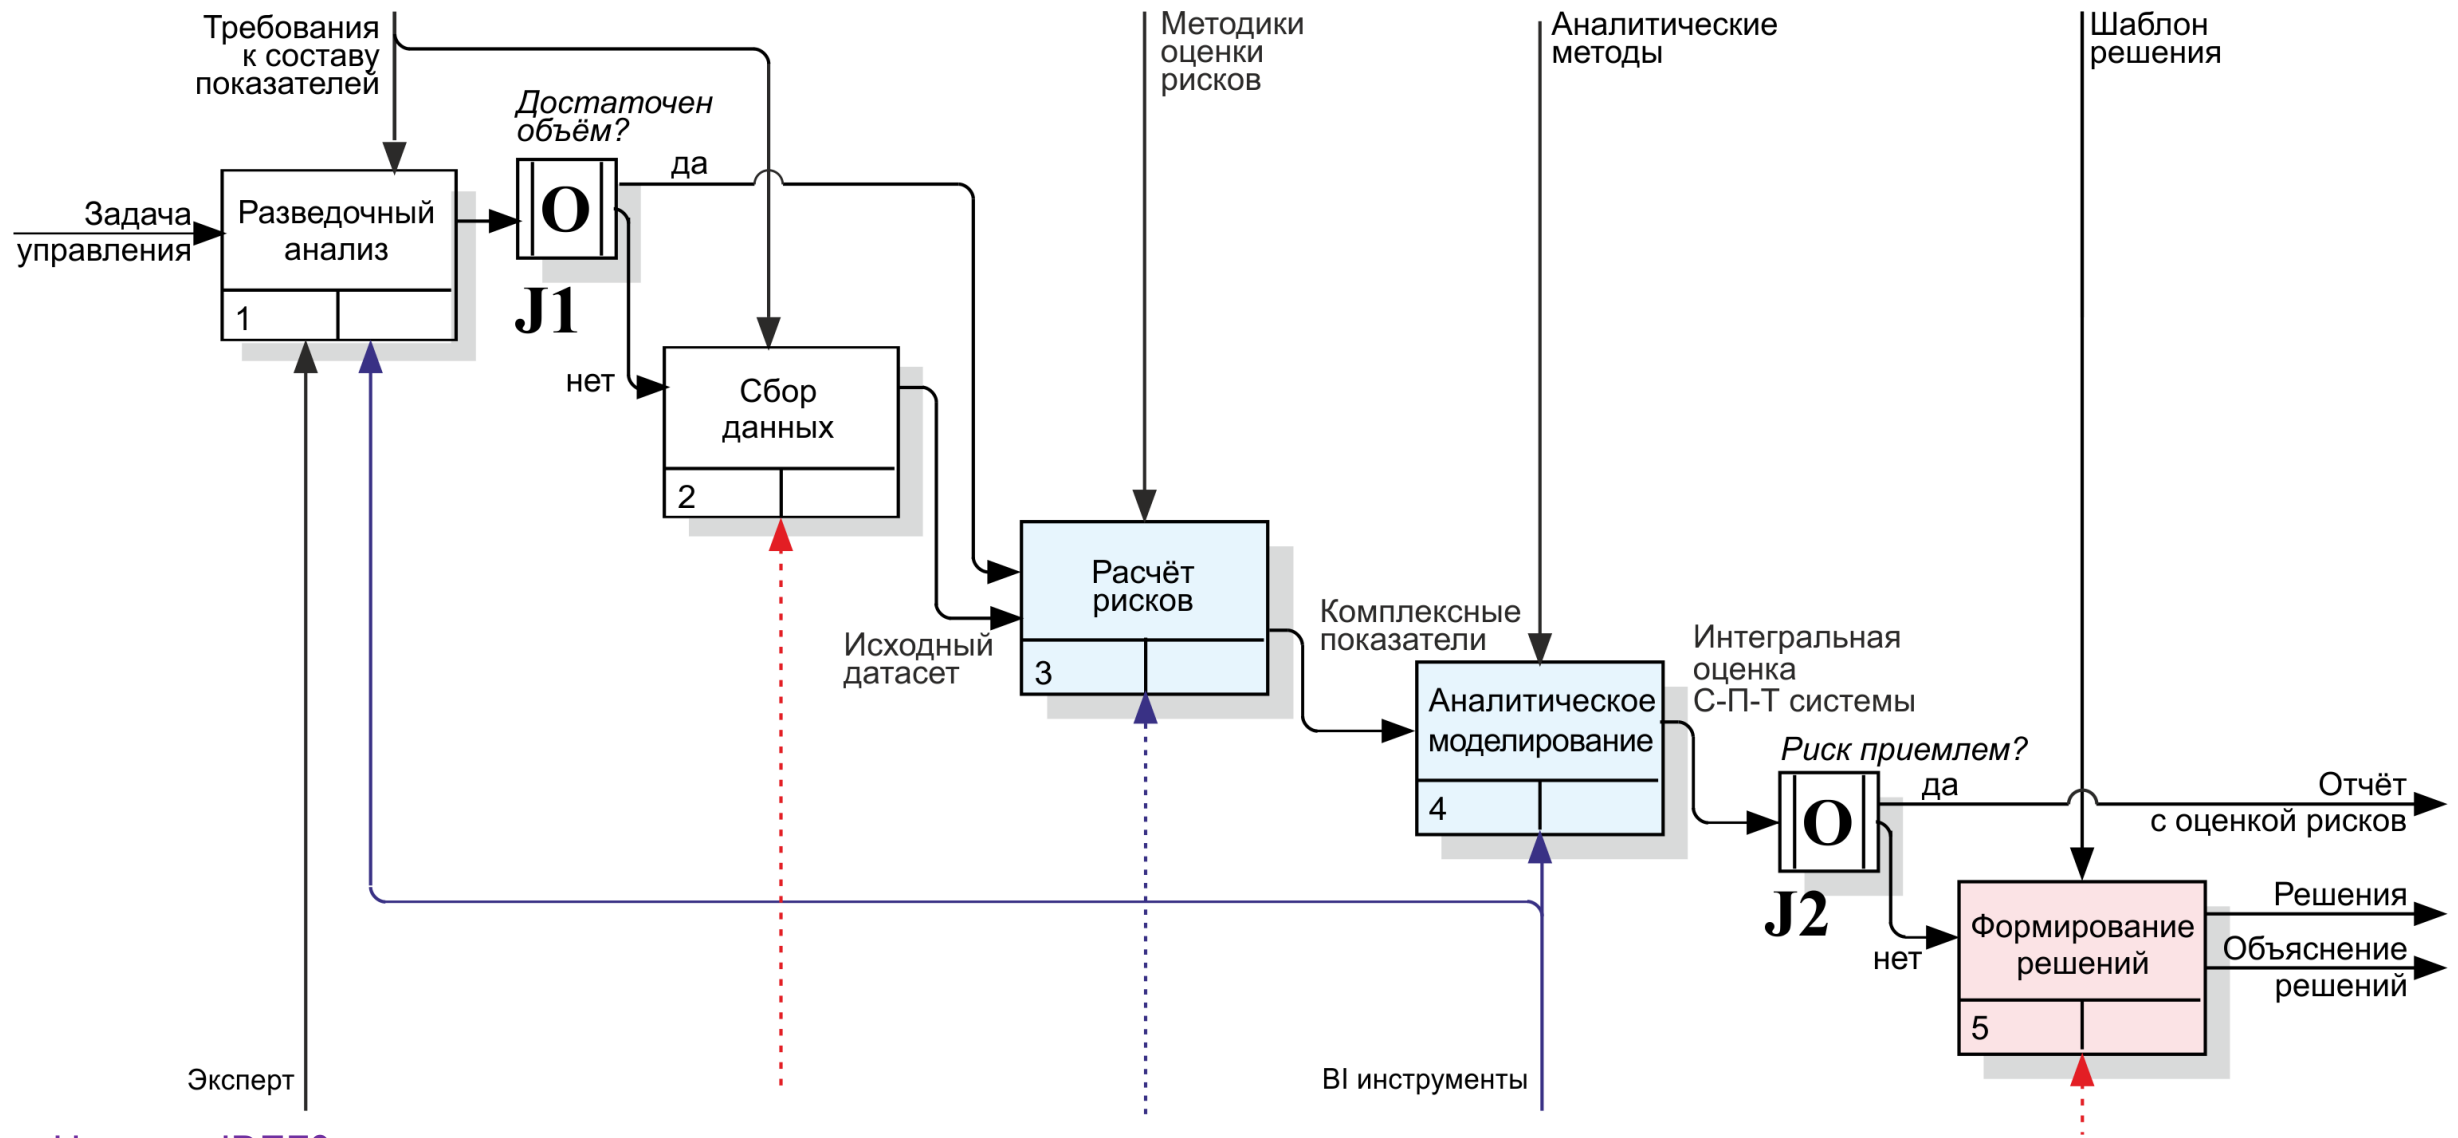 Требования
к составу
показателей
Методики
оценки
рисков
Аналитические
методы
Шаблон
решения
Достаточен
объём?
да
O
J1
нет
Задача
управления
Разведочный
анализ
1
Сбор
данных
2
Исходный
датасет
Расчёт
рисков
3
Комплексные
показатели
Аналитическое
моделирование
4
Интегральная
оценка
С-П-Т системы
Риск приемлем?
да
O
J2
нет
Отчёт
с оценкой рисков
Формирование
решений
5
Решения
Объяснение
решений
Эксперт
BI инструменты